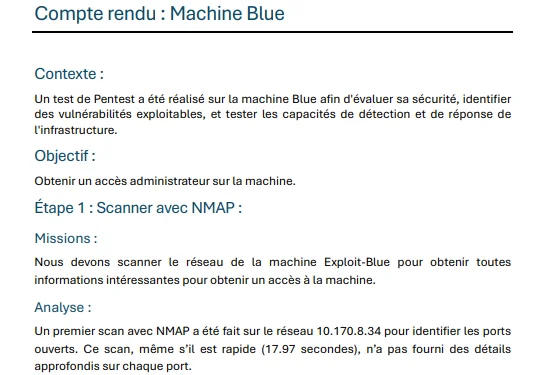 Compte rendu : Machine Blue
Contexte :
Un test de Pentest a été réalisé sur la machine Blue afin d'évaluer sa sécurité, identifier
des vulnérabilités exploitables, et tester les capacités de détection et de réponse de
l'infrastructure.
Objectif :
Obtenir un accès administrateur sur la machine.
Étape 1 : Scanner avec NMAP :
Missions :
Nous devons scanner le réseau de la machine Exploit-Blue pour obtenir toutes
informations intéressantes pour obtenir un accès à la machine.
Analyse :
Un premier scan avec NMAP a été fait sur le réseau 10.170.8.34 pour identifier les ports
ouverts. Ce scan, même s’il est rapide (17.97 secondes), n’a pas fourni des détails
approfondis sur chaque port.